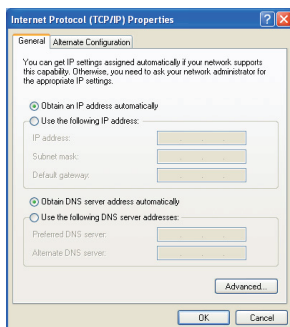 Internet Protocol (TCP/IP) Properties
General
Alternate Configuration
You can get IP settings assigned automatically if your network supports
this capability. Otherwise, you need to ask your network administrator for
the appropriate IP settings.
Obtain an IP address automatically
Use the following IP address:
IP address:
Subnet mask:
Default gateway:
Obtain DNS server address automatically
Use the following DNS server addresses:
Preferred DNS server:
Alternate DNS server:
Advanced...
OK
Cancel